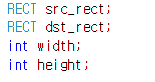 RECT src_rect;
RECT dst_rect;
int width;
int height;